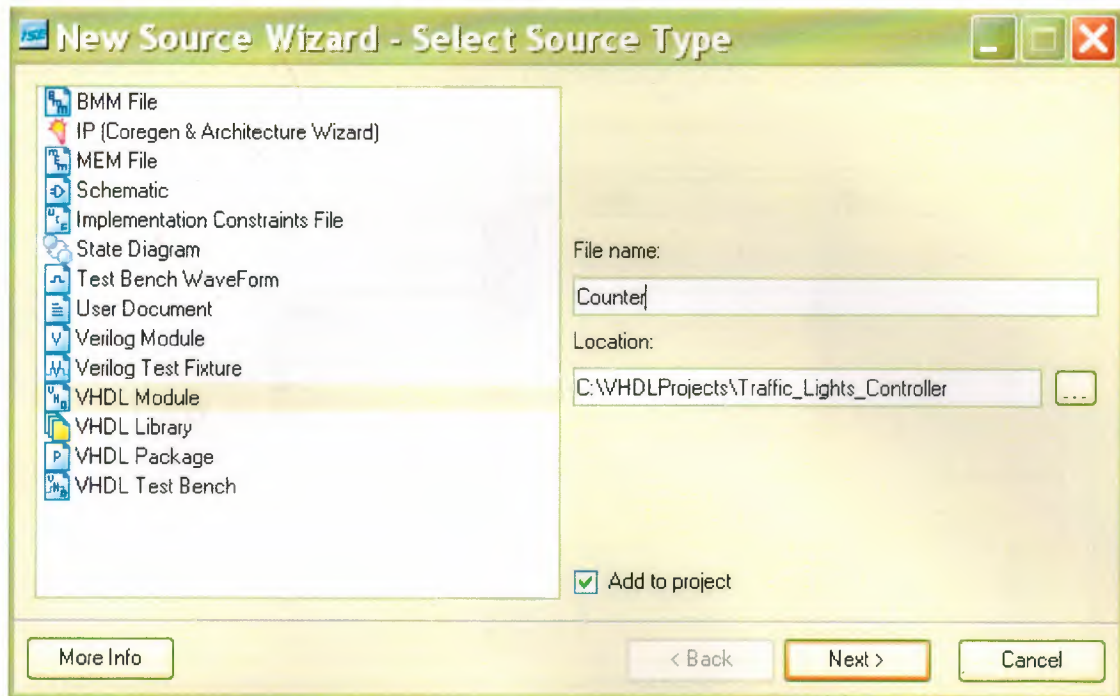 ISE New Source Wizard - Select Source Type
BMM File
IP (Coregen & Architecture Wizard)
MEM File
Schematic
Implementation Constraints File
State Diagram
Test Bench WaveForm
User Document
Verilog Module
Verilog Test Fixture
VHDL Module
VHDL Library
VHDL Package
VHDL Test Bench
File name:
Counter
Location:
C:\VHDLProjects\Traffic_Lights_Controller
...
Add to project
More Info
< Back
Next >
Cancel